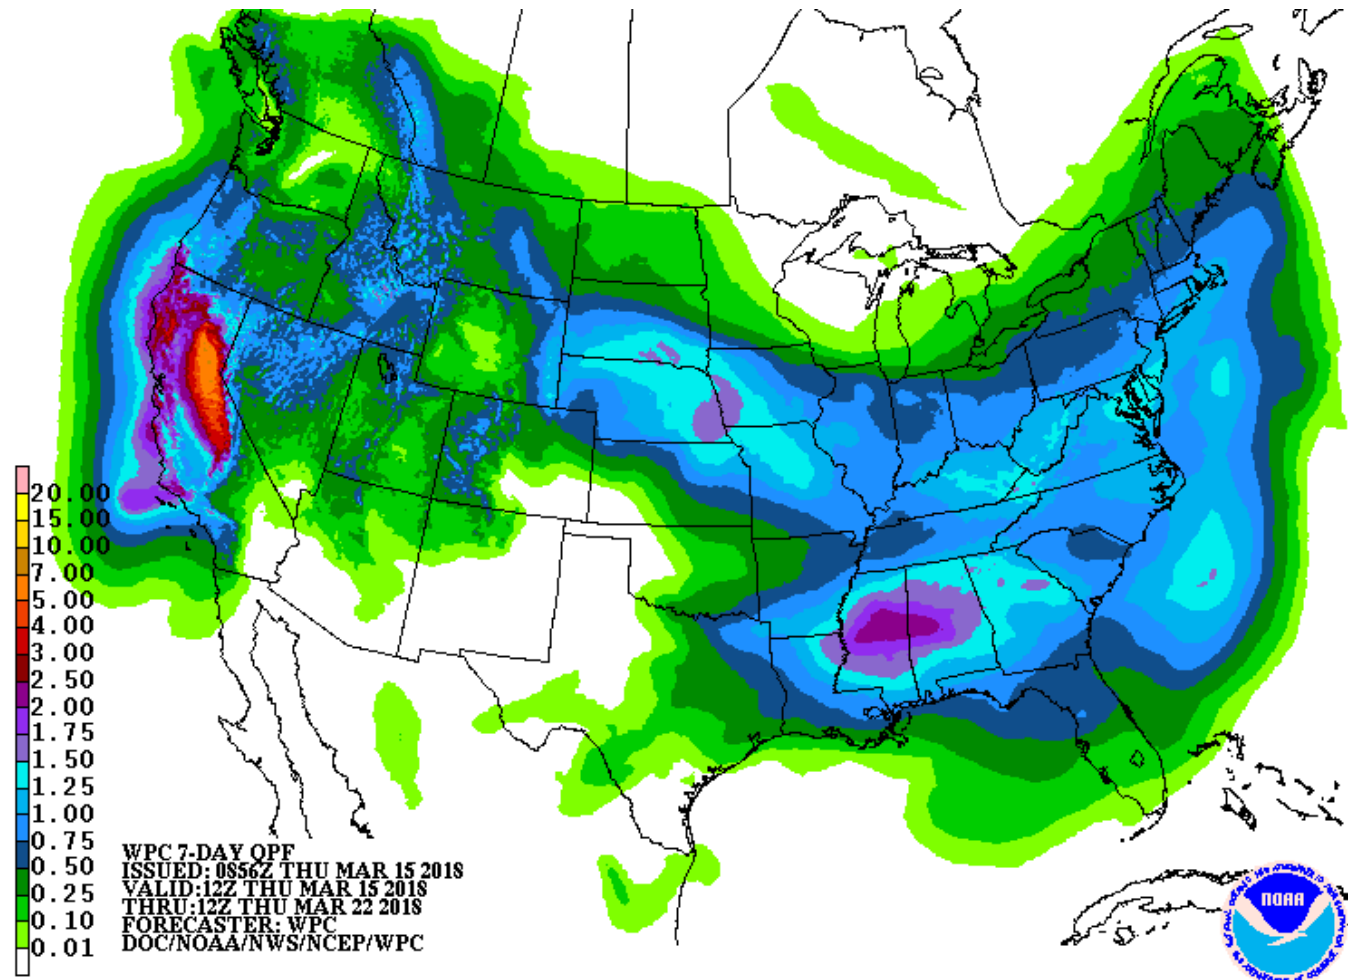 20.00
15.00
10.00
7.00
5.00
4.00
3.00
2.50
2.00
1.75
1.50
1.25
1.00
0.75
0.50
0.25
0.10
0.01
WPC 7-DAY QPF
ISSUED: 0856Z THU MAR 15 2018
VALID:12Z THU MAR 15 2018
THRU:12Z THU MAR 22 2018
FORECASTER: WPC
DOC/NOAA/NWS/NCEP/WPC
NOAA